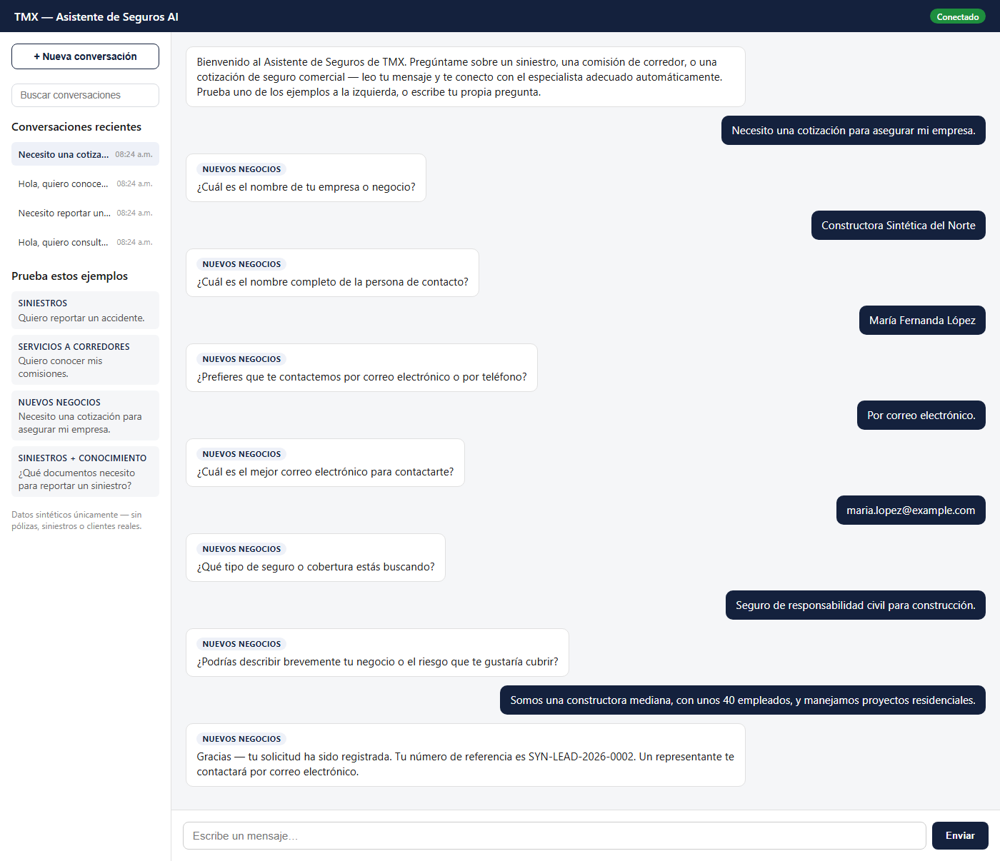 TMX — Asistente de Seguros AI
Conectado
+ Nueva conversación
Buscar conversaciones
Conversaciones recientes
Necesito una cotiza... 08:24 a.m.
Hola, quiero conoce... 08:24 a.m.
Necesito reportar un... 08:24 a.m.
Hola, quiero consult... 08:24 a.m.
Prueba estos ejemplos
SINIESTROS
Quiero reportar un accidente.
SERVICIOS A CORREDORES
Quiero conocer mis
comisiones.
NUEVOS NEGOCIOS
Necesito una cotización para
asegurar mi empresa.
SINIESTROS + CONOCIMIENTO
¿Qué documentos necesito
para reportar un siniestro?
Datos sintéticos únicamente — sin
pólizas, siniestros o clientes reales.
Bienvenido al Asistente de Seguros de TMX. Pregúntame sobre un siniestro, una comisión de corredor, o una
cotización de seguro comercial — leo tu mensaje y te conecto con el especialista adecuado automáticamente.
Prueba uno de los ejemplos a la izquierda, o escribe tu propia pregunta.
Necesito una cotización para asegurar mi empresa.
NUEVOS NEGOCIOS
¿Cuál es el nombre de tu empresa o negocio?
Constructora Sintética del Norte
NUEVOS NEGOCIOS
¿Cuál es el nombre completo de la persona de contacto?
María Fernanda López
NUEVOS NEGOCIOS
¿Prefieres que te contactemos por correo electrónico o por teléfono?
Por correo electrónico.
NUEVOS NEGOCIOS
¿Cuál es el mejor correo electrónico para contactarte?
maria.lopez@example.com
NUEVOS NEGOCIOS
¿Qué tipo de seguro o cobertura estás buscando?
Seguro de responsabilidad civil para construcción.
NUEVOS NEGOCIOS
¿Podrías describir brevemente tu negocio o el riesgo que te gustaría cubrir?
Somos una constructora mediana, con unos 40 empleados, y manejamos proyectos residenciales.
NUEVOS NEGOCIOS
Gracias — tu solicitud ha sido registrada. Tu número de referencia es SYN-LEAD-2026-0002. Un representante te
contactará por correo electrónico.
Escribe un mensaje...
Enviar